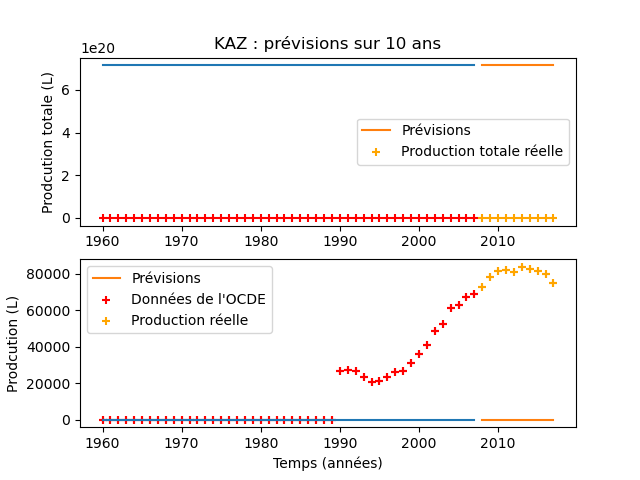 KAZ : prévisions sur 10 ans
1e20
Prodcution totale (L)
6
4
2
0
Prévisions
Production totale réelle
1960 1970 1980 1990 2000 2010
Prodcution (L)
80000
60000
40000
20000
0
Prévisions
Données de l'OCDE
Production réelle
1960 1970 1980 1990 2000 2010
Temps (années)